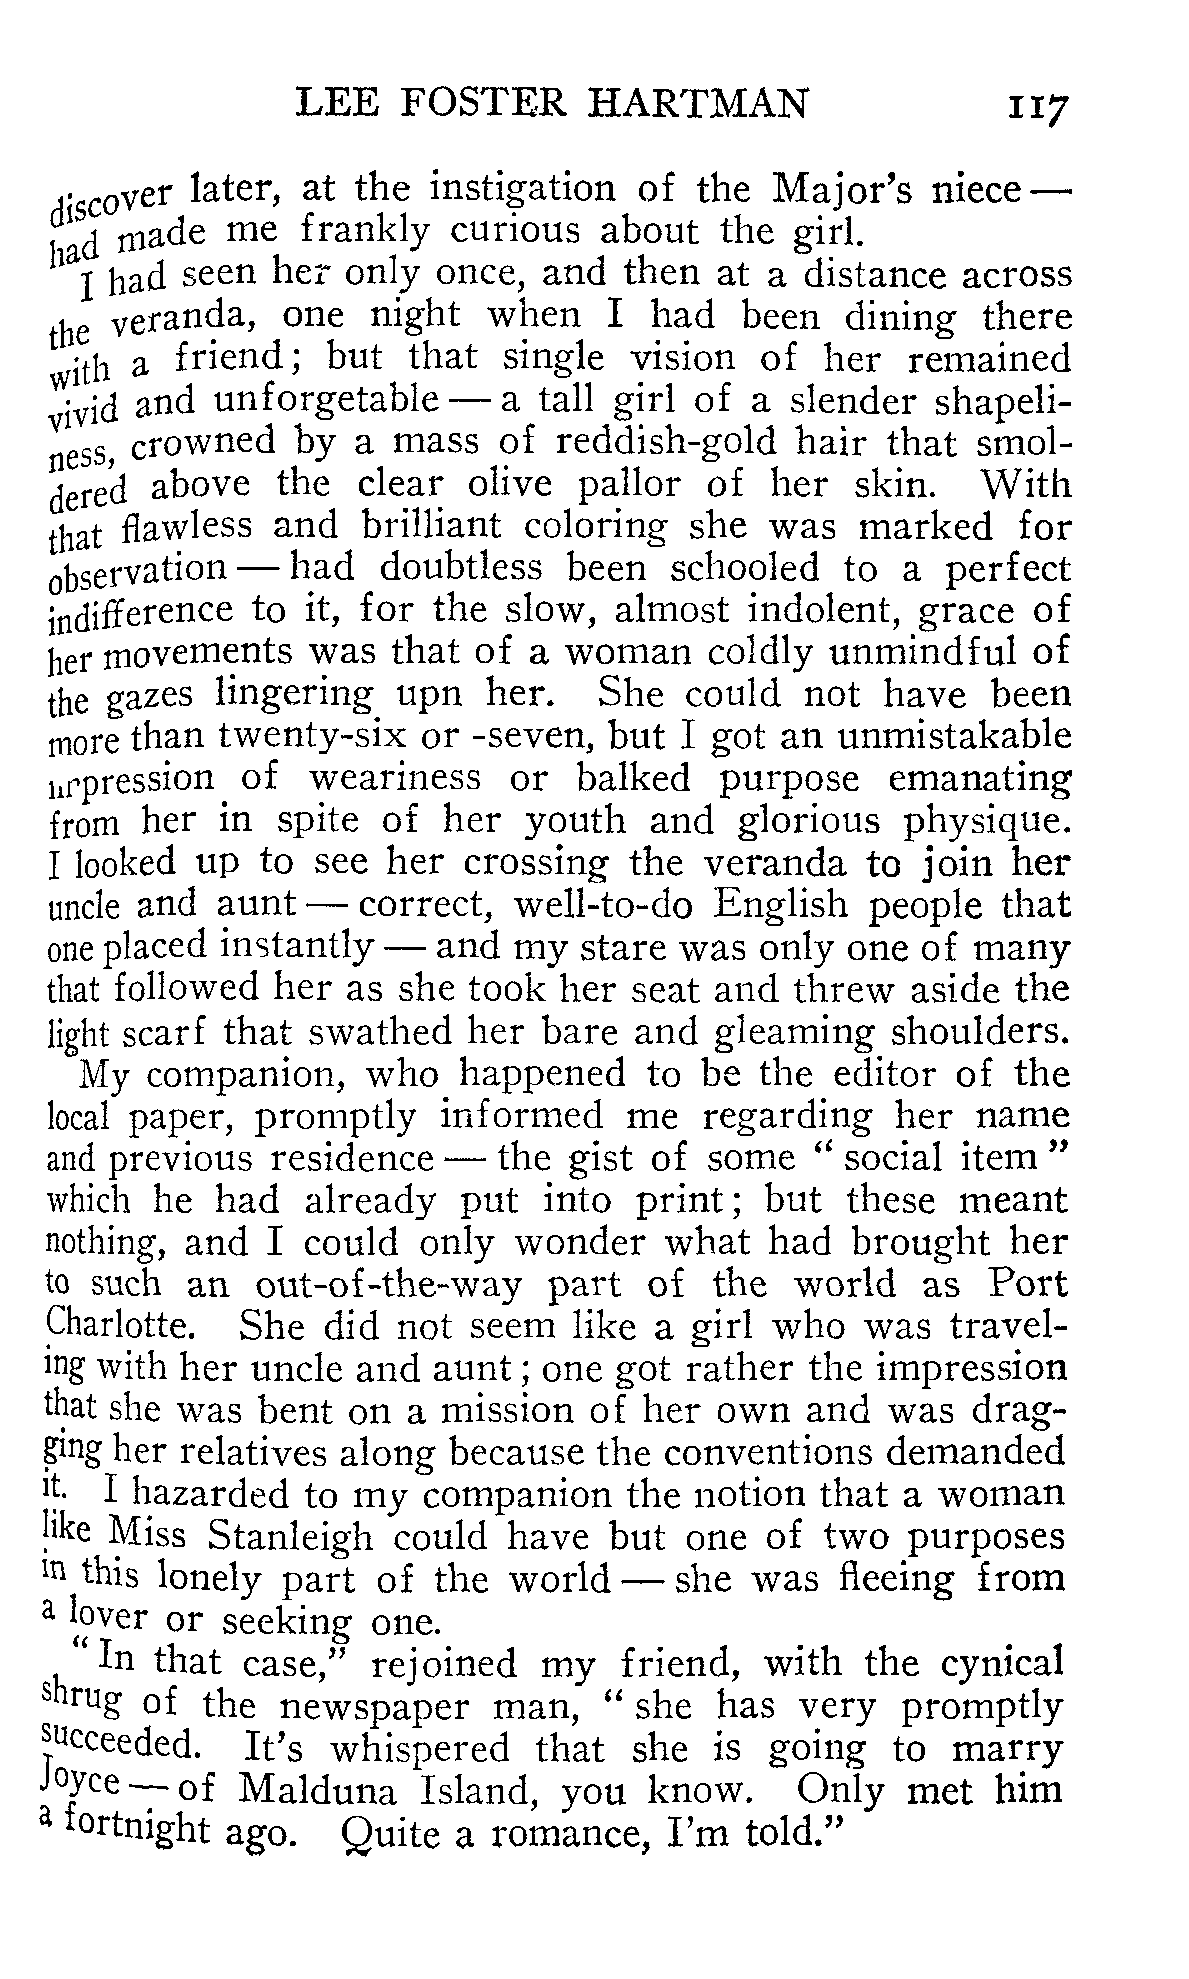 LEE FOSTER HARTMAN 117
discover later, at the instigation of the Major's niece —
had made me frankly curious about the girl.
I had seen her only once, and then at a distance across
the veranda, one night when I had been dining there
with a friend; but that single vision of her remained
vivid and unforgetable — a tall girl of a slender shapeli-
ness, crowned by a mass of reddish-gold hair that smol-
dered above the clear olive pallor of her skin. With
that flawless and brilliant coloring she was marked for
observation — had doubtless been schooled to a perfect
indifference to it, for the slow, almost indolent, grace of
her movements was that of a woman coldly unmindful of
the gazes lingering upn her. She could not have been
more than twenty-six or -seven, but I got an unmistakable
pression of weariness or balked purpose emanating
from her in spite of her youth and glorious physique.
I looked up to see her crossing the veranda to join her
uncle and aunt — correct, well-to-do English people that
one placed instantly — and my stare was only one of many
that followed her as she took her seat and threw aside the
light scarf that swathed her bare and gleaming shoulders.
My companion, who happened to be the editor of the
local paper, promptly informed me regarding her name
and previous residence — the gist of some " social item "
which he had already put into print; but these meant
nothing, and I could only wonder what had brought her
to such an out-of-the-way part of the world as Port
Charlotte. She did not seem like a girl who was travel-
ing with her uncle and aunt; one got rather the impression
that she was bent on a mission of her own and was drag-
ging her relatives along because the conventions demanded
it. I hazarded to my companion the notion that a woman
like Miss Stanleigh could have but one of two purposes
in this lonely part of the world — she was fleeing from
a lover or seeking one.
" In that case," rejoined my friend, with the cynical
shrug of the newspaper man, " she has very promptly
succeeded. It's whispered that she is going to marry
Joyce — of Malduna Island, you know. Only met him
a fortnight ago. Quite a romance, I'm told."